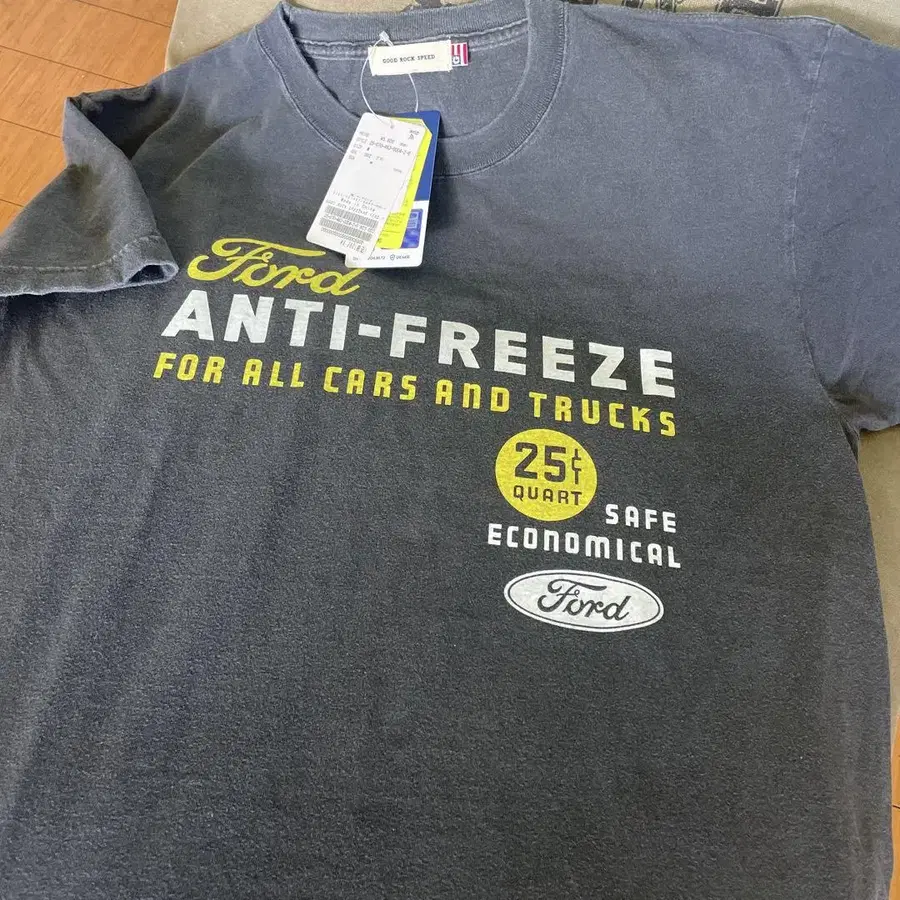 GOOD ROCK SPEED
Ford
ANTI-FREEZE
FOR ALL CARS AND TRUCKS
25¢
QUART
SAFE
ECONOMICAL
Ford